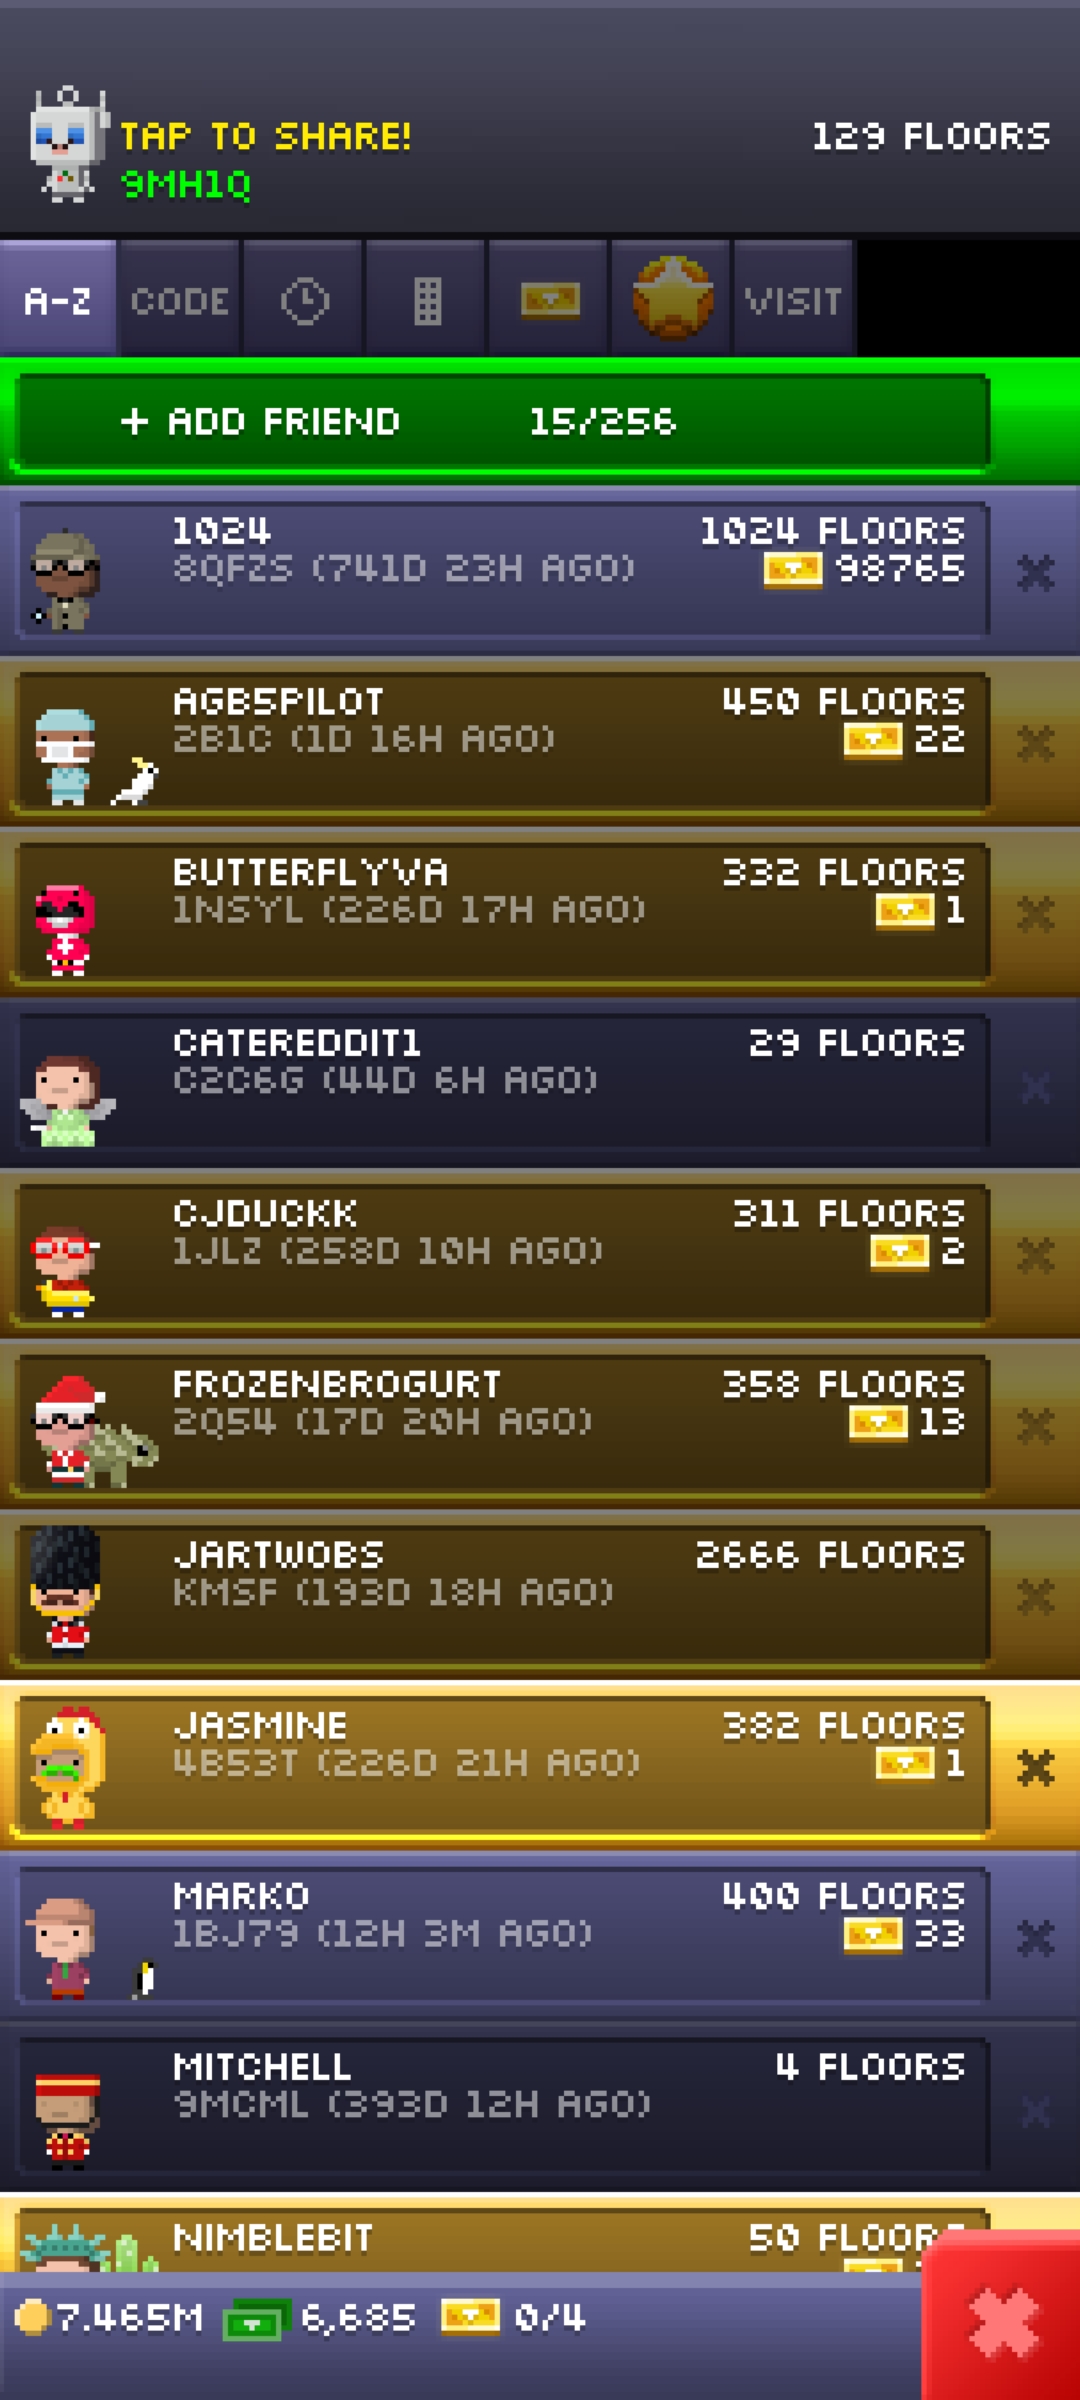 TAP TO SHARE!
129 FLOORS
9MH1Q
A-Z CODE VISIT
+ ADD FRIEND 15/256
1024 1024 FLOORS
8QFZS (741D 23H AGO) 98765
AGB5PILOT 450 FLOORS
2B1C (1D 16H AGO) 22
BUTTERFLYVA 332 FLOORS
1NSYL (226D 17H AGO) 1
CATEREDDIT1 29 FLOORS
C2C6G (44D 6H AGO)
CJDUCKK 311 FLOORS
1JLZ (258D 10H AGO) 2
FROZENBROGURT 358 FLOORS
2Q54 (17D 20H AGO) 13
JARTWOBS 2666 FLOORS
KMSF (193D 18H AGO)
JASMINE 382 FLOORS
4B53T (226D 21H AGO) 1
MARKO 400 FLOORS
1BJ79 (12H 3M AGO) 33
MITCHELL 4 FLOORS
9MCML (393D 12H AGO)
NIMBLEBIT 50 FLOORS
7.465M 6,685 0/4